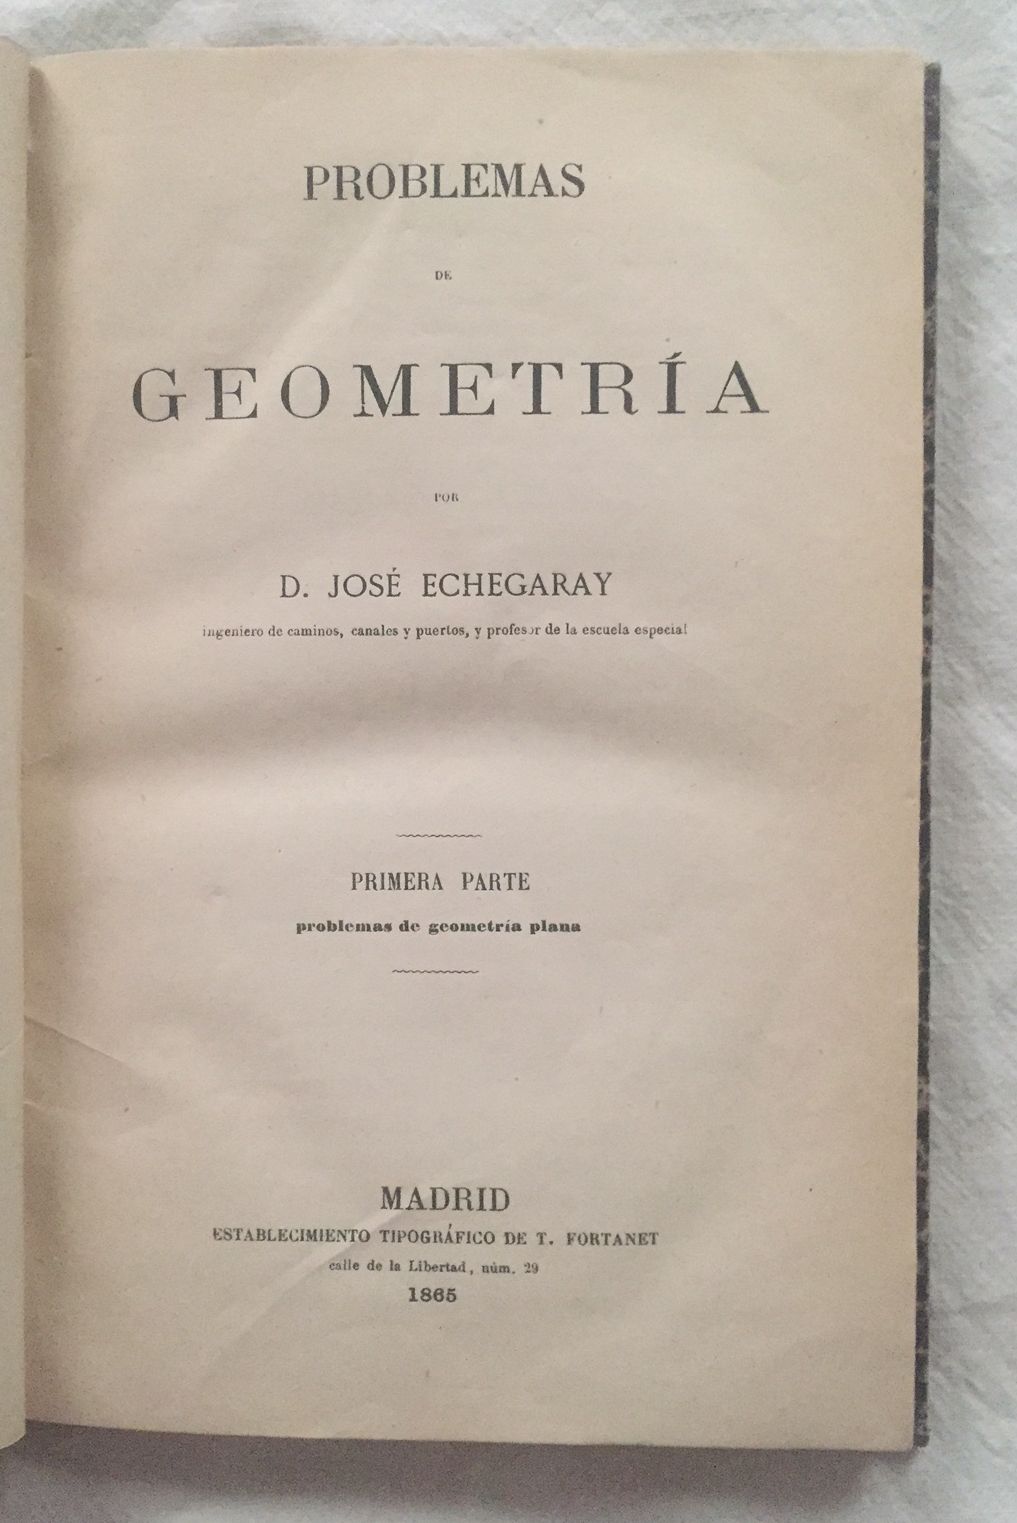 PROBLEMAS
DE
GEOMETRÍA
POR
D. JOSÉ ECHEGARAY
ingeniero de caminos, canales y puertos, y profesor de la escuela especial
PRIMERA PARTE
problemas de geometría plana
MADRID
ESTABLECIMIENTO TIPOGRÁFICO DE T. FORTANET
calle de la Libertad, núm. 29
1865